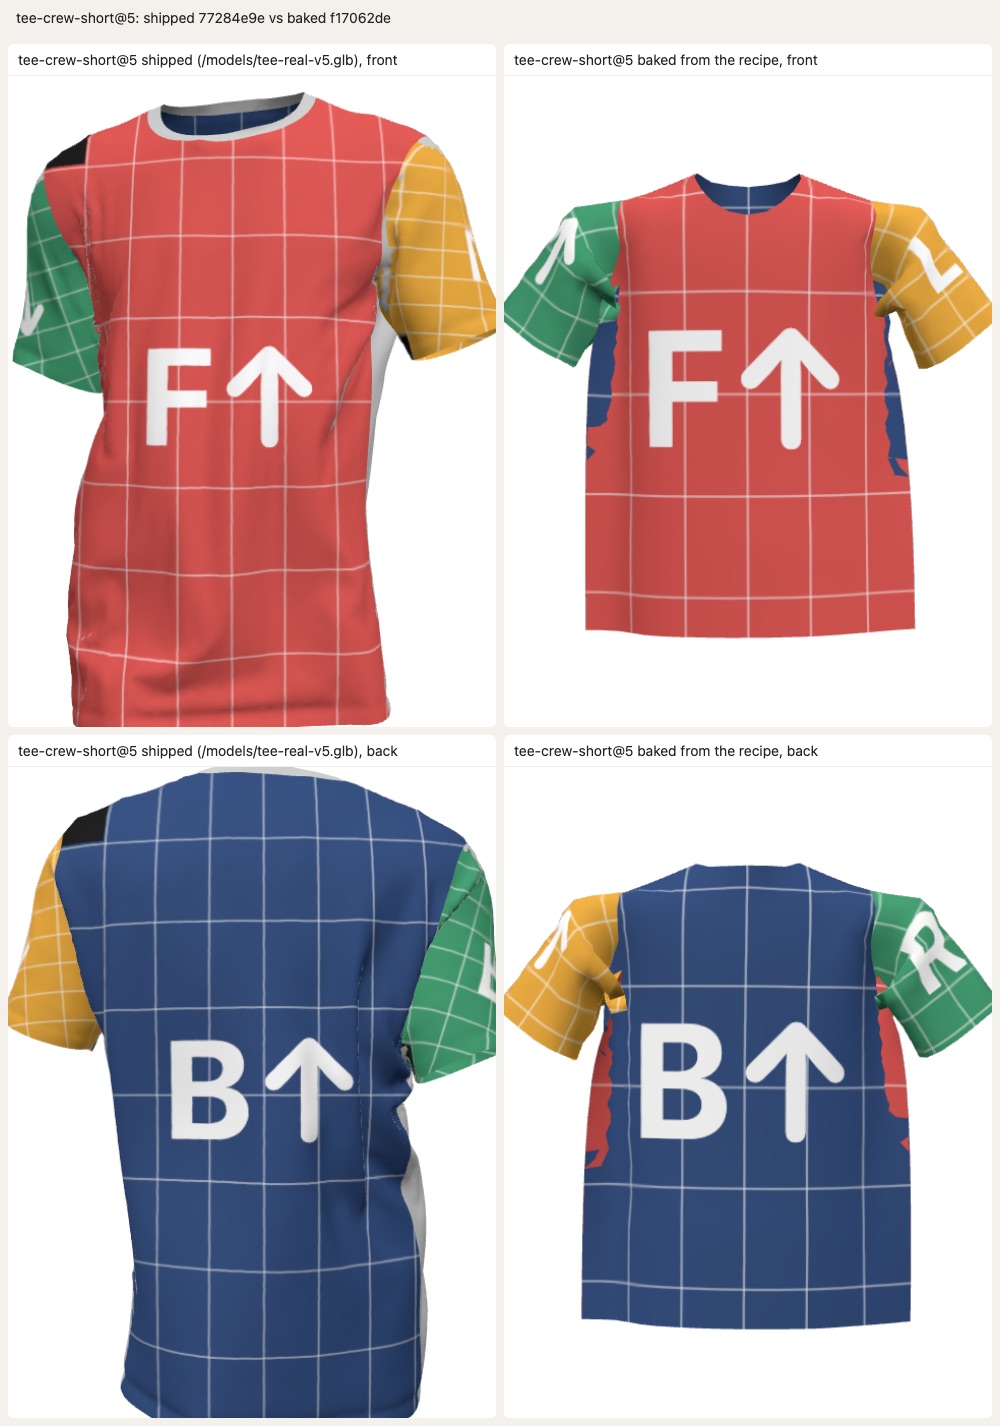 tee-crew-short@5: shipped 77284e9e vs baked f17062de
tee-crew-short@5 shipped (/models/tee-real-v5.glb), front
tee-crew-short@5 baked from the recipe, front
F↑
F↑
L
tee-crew-short@5 shipped (/models/tee-real-v5.glb), back
tee-crew-short@5 baked from the recipe, back
B↑
B↑
R